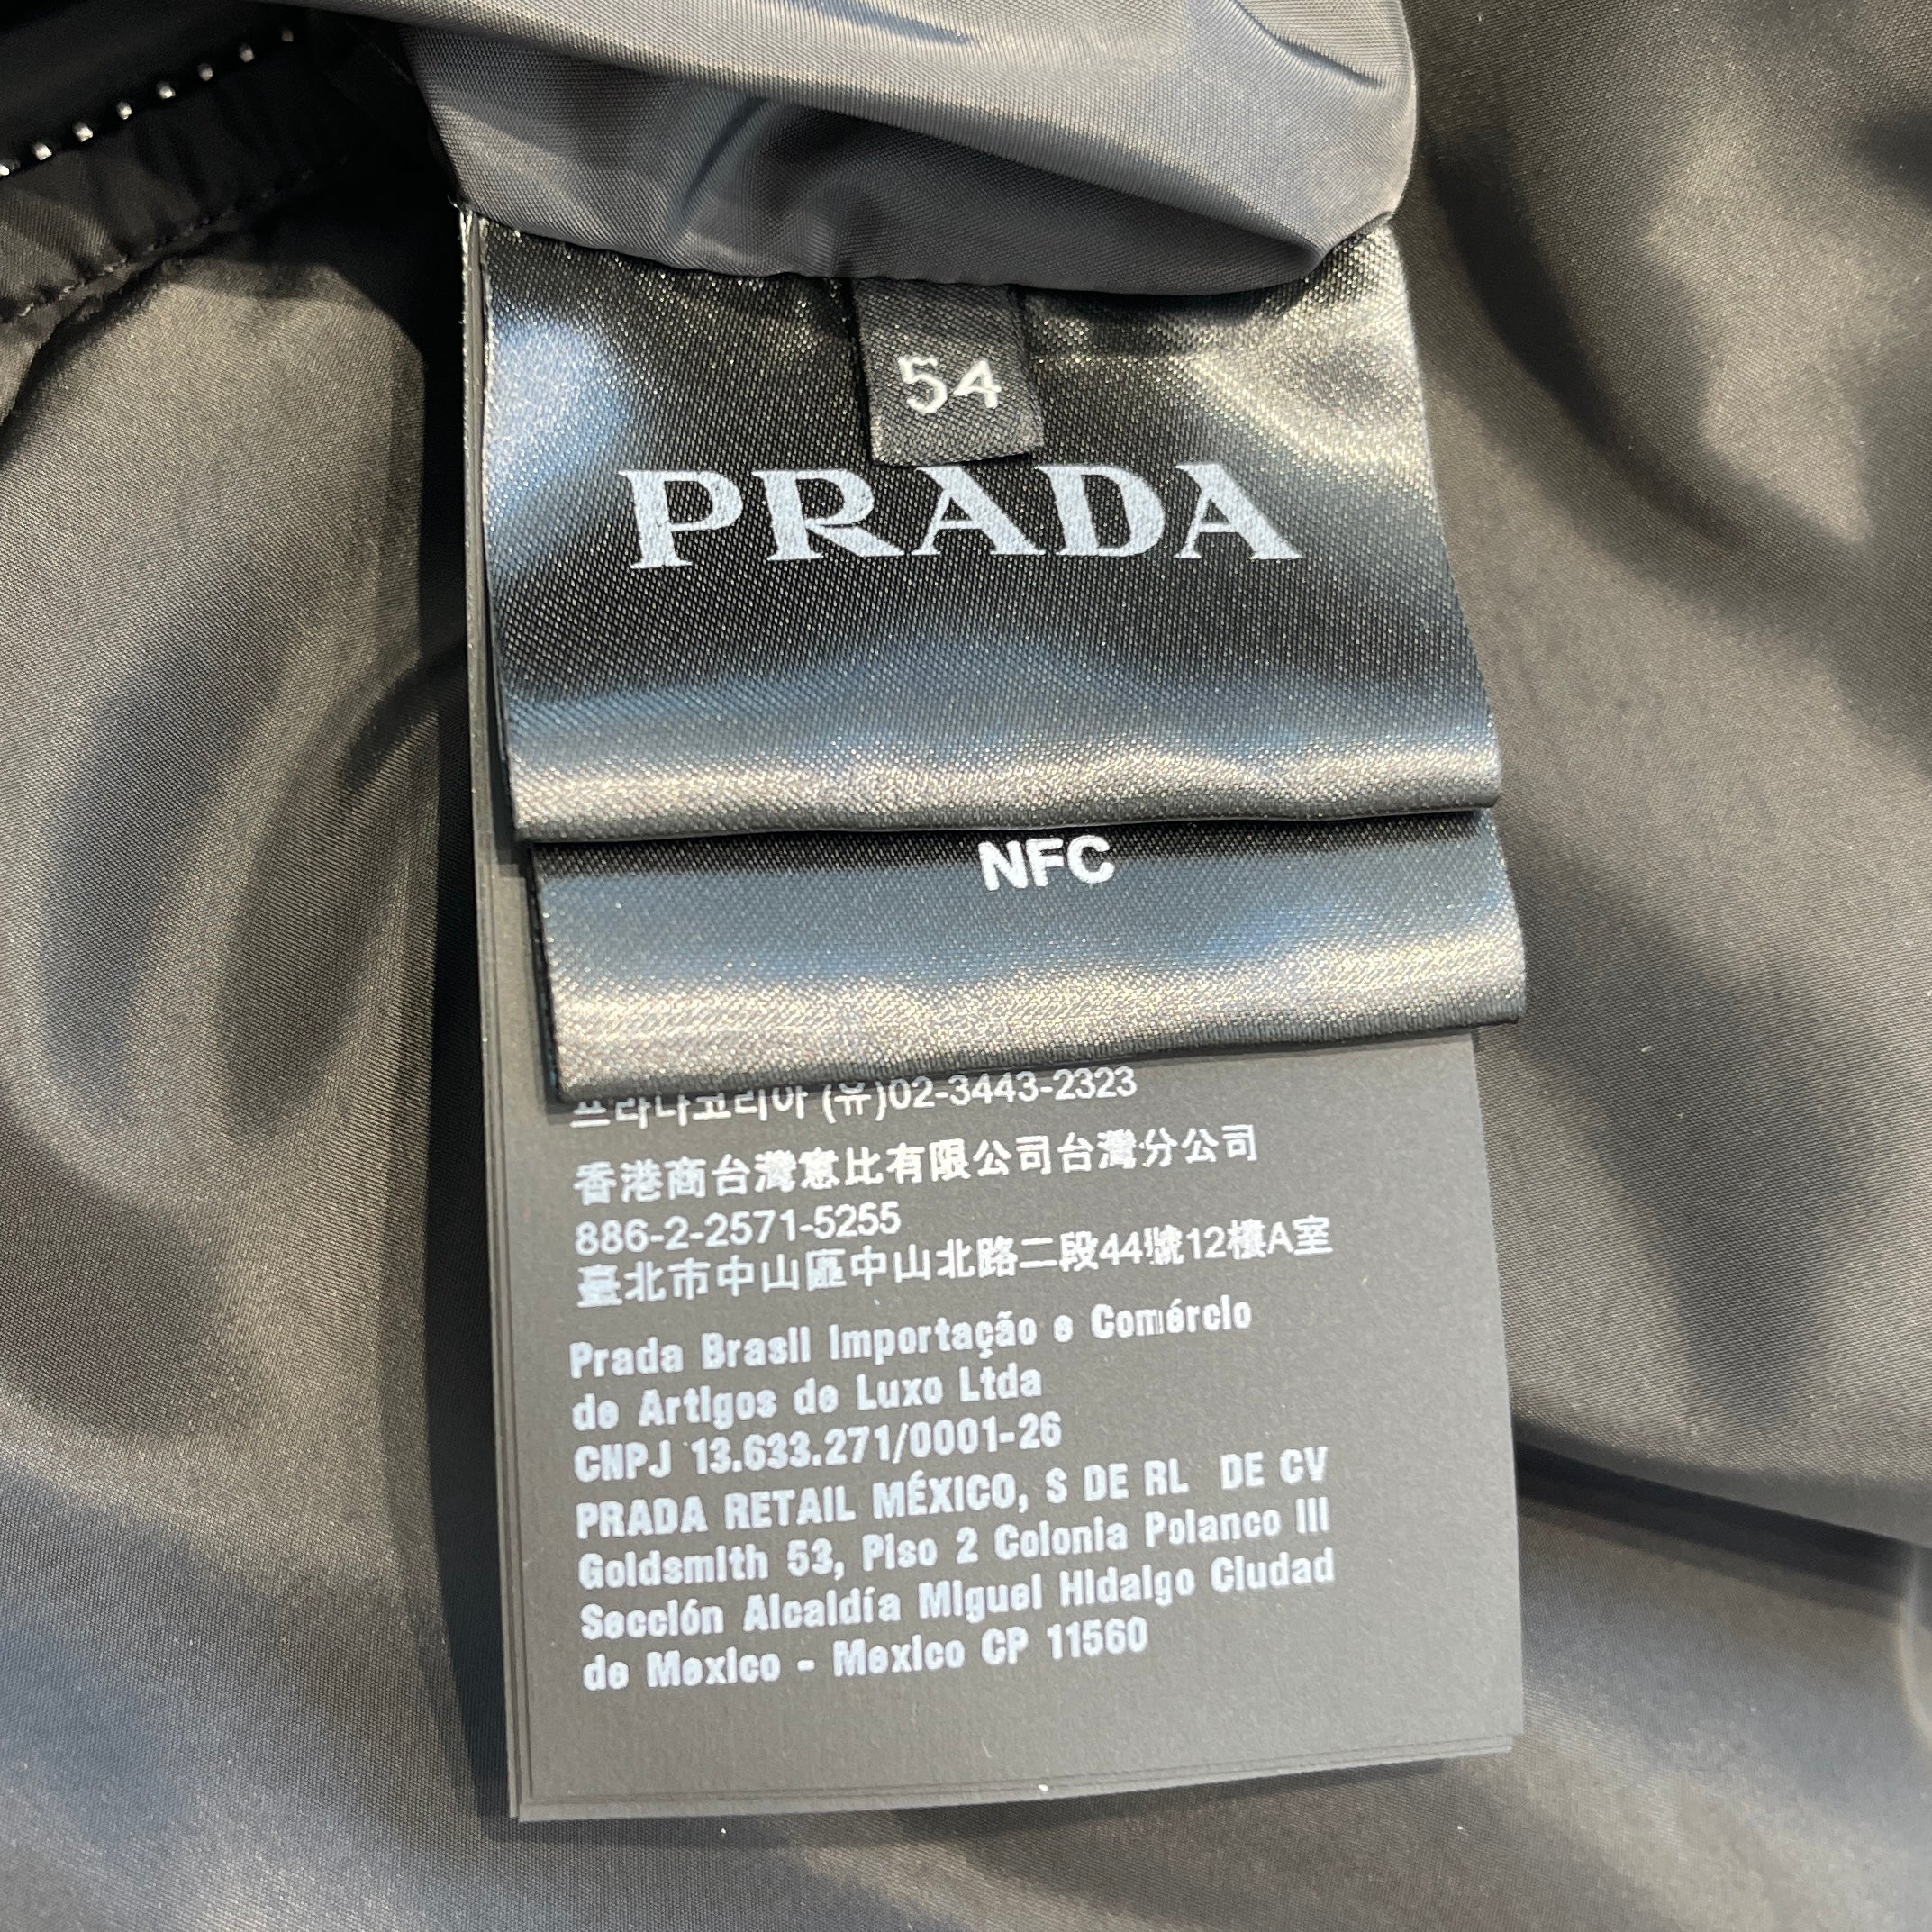 54
PRADA
NFC
프라다코리아 (유)02-3443-2323
香港商台灣意比有限公司台灣分公司
886-2-2571-5255
臺北市中山區中山北路二段44號12樓A室
Prada Brasil Importação e Comércio
de Artigos de Luxo Ltda
CNPJ 13.633.271/0001-26
PRADA RETAIL MÉXICO, S DE RL DE CV
Goldsmith 53, Piso 2 Colonia Polanco III
Sección Alcaldía Miguel Hidalgo Ciudad
de Mexico - Mexico CP 11560